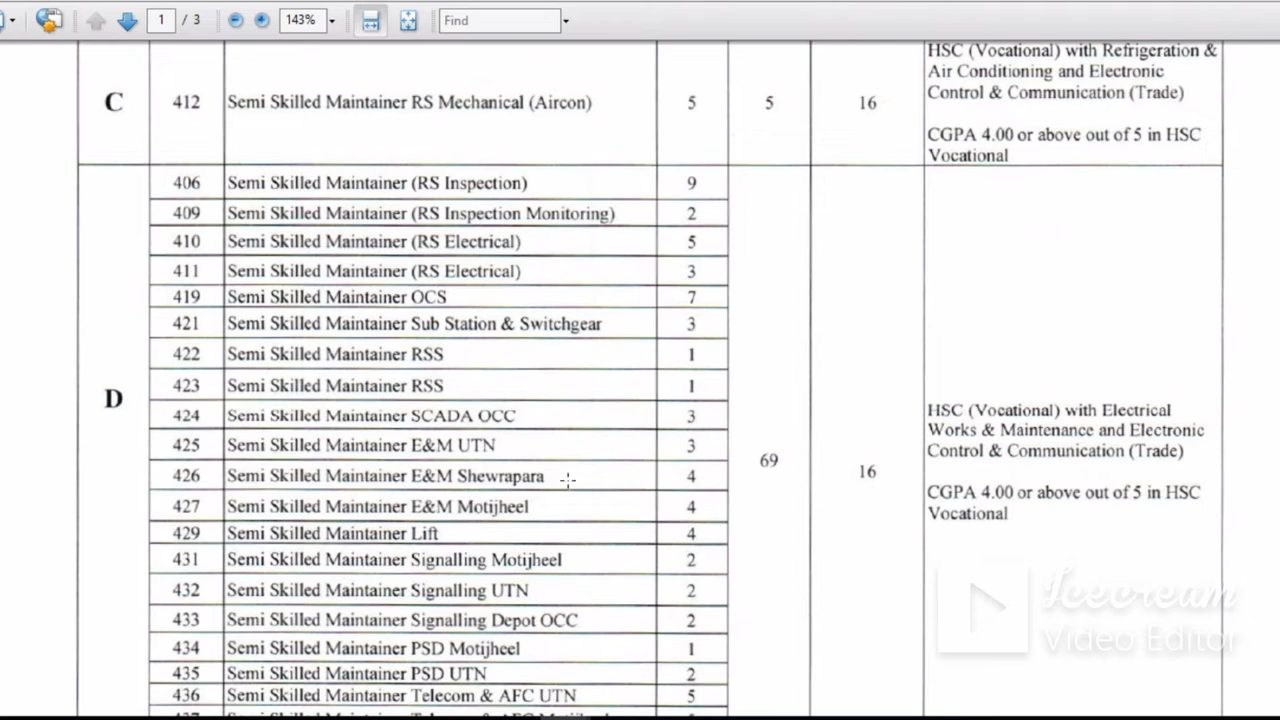 1 / 3 143% Find
C 412 Semi Skilled Maintainer RS Mechanical (Aircon) 5 5 16
HSC (Vocational) with Refrigeration &
Air Conditioning and Electronic
Control & Communication (Trade)
CGPA 4.00 or above out of 5 in HSC
Vocational
406 Semi Skilled Maintainer (RS Inspection) 9
409 Semi Skilled Maintainer (RS Inspection Monitoring) 2
410 Semi Skilled Maintainer (RS Electrical) 5
411 Semi Skilled Maintainer (RS Electrical) 3
419 Semi Skilled Maintainer OCS 7
421 Semi Skilled Maintainer Sub Station & Switchgear 3
422 Semi Skilled Maintainer RSS 1
423 Semi Skilled Maintainer RSS 1
D
424 Semi Skilled Maintainer SCADA OCC 3
425 Semi Skilled Maintainer E&M UTN 3
69 16
426 Semi Skilled Maintainer E&M Shewrapara 4
427 Semi Skilled Maintainer E&M Motijheel 4
429 Semi Skilled Maintainer Lift 4
431 Semi Skilled Maintainer Signalling Motijheel 2
432 Semi Skilled Maintainer Signalling UTN 2
433 Semi Skilled Maintainer Signalling Depot OCC 2
434 Semi Skilled Maintainer PSD Motijheel 1
435 Semi Skilled Maintainer PSD UTN 2
436 Semi Skilled Maintainer Telecom & AFC UTN 5
HSC (Vocational) with Electrical
Works & Maintenance and Electronic
Control & Communication (Trade)
CGPA 4.00 or above out of 5 in HSC
Vocational
Icecream
Video Editor